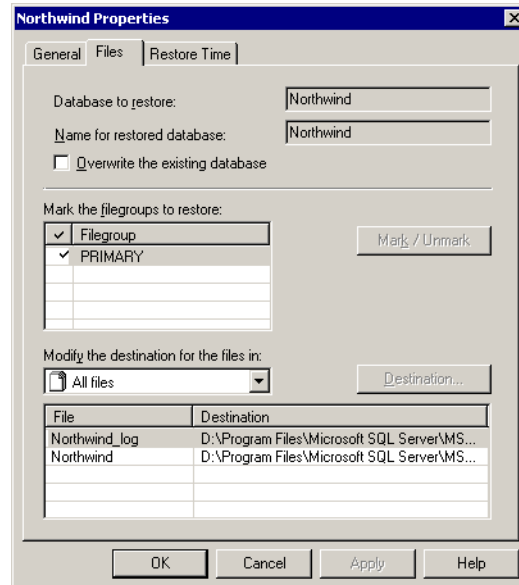 Northwind Properties
General Files Restore Time
Database to restore: Northwind
Name for restored database: Northwind
Overwrite the existing database
Mark the filegroups to restore:
Filegroup
Mark / Unmark
PRIMARY
Modify the destination for the files in:
All files
Destination...
File Destination
Northwind_log D:\Program Files\Microsoft SQL Server\MS...
Northwind D:\Program Files\Microsoft SQL Server\MS...
OK Cancel Apply Help